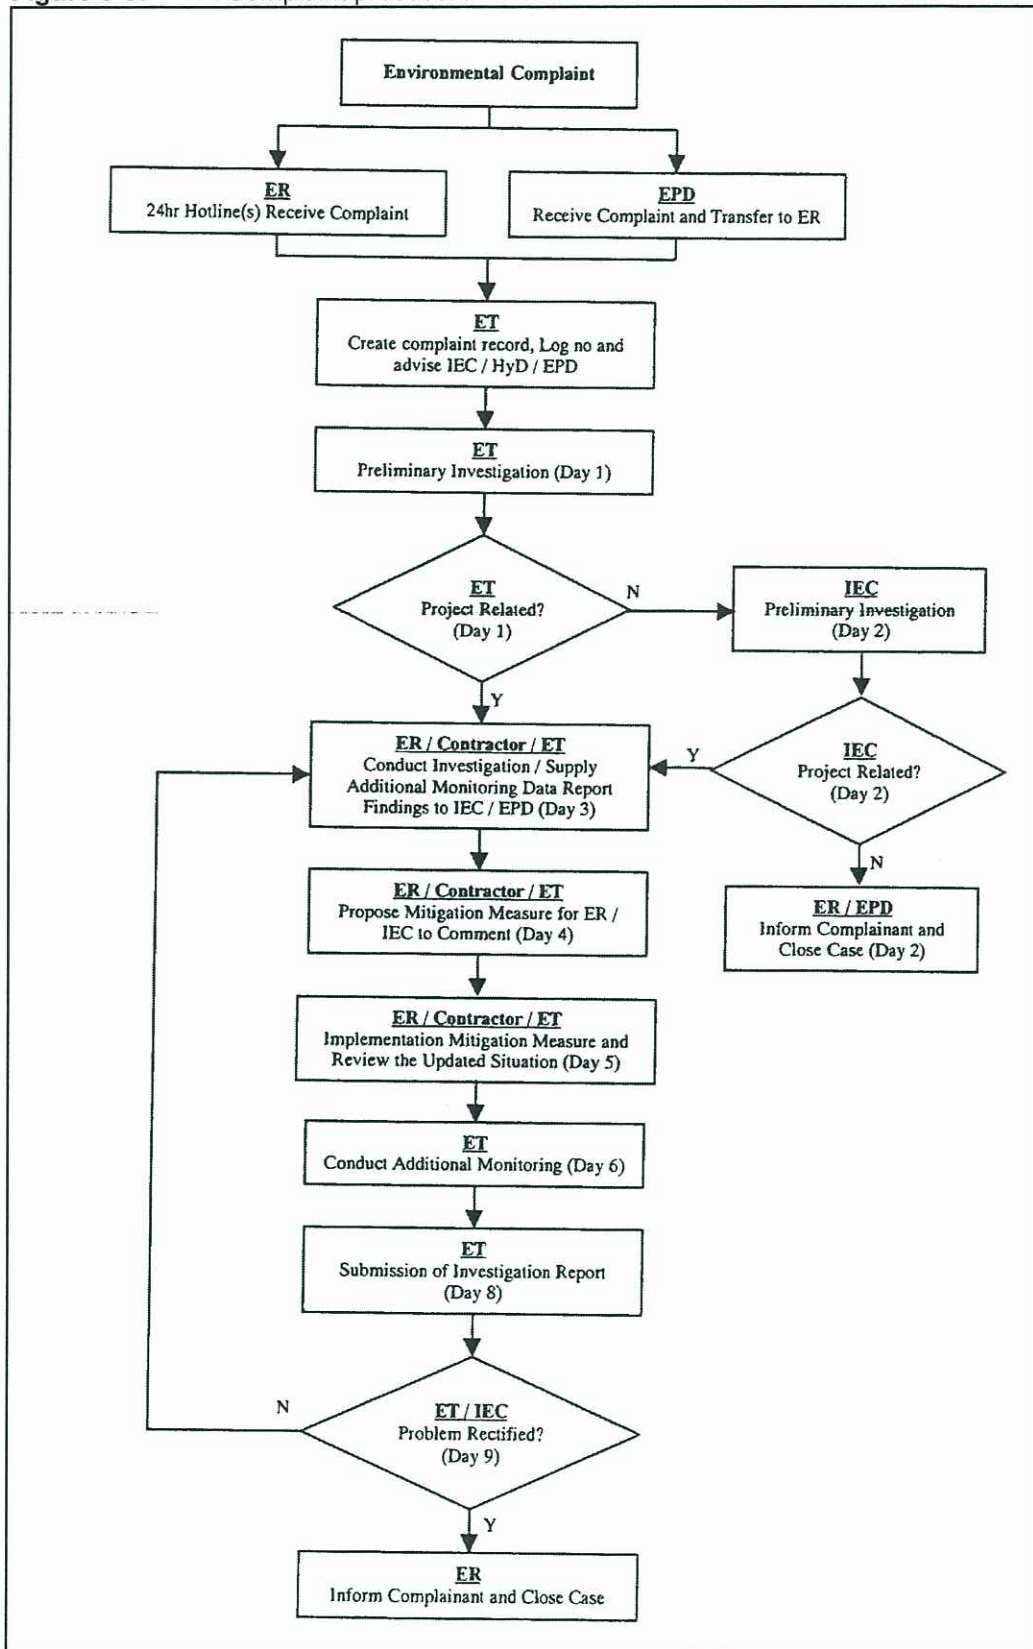 Environmental Complaint
ER
24hr Hotline(s) Receive Complaint
EPD
Receive Complaint and Transfer to ER
ET
Create complaint record, Log no and
advise IEC / HyD / EPD
ET
Preliminary Investigation (Day 1)
ET
Project Related?
(Day 1)
N
IEC
Preliminary Investigation
(Day 2)
Y
ER / Contractor / ET
Conduct Investigation / Supply
Additional Monitoring Data Report
Findings to IEC / EPD (Day 3)
Y
IEC
Project Related?
(Day 2)
N
ER / Contractor / ET
Propose Mitigation Measure for ER /
IEC to Comment (Day 4)
ER / EPD
Inform Complainant and
Close Case (Day 2)
ER / Contractor / ET
Implementation Mitigation Measure and
Review the Updated Situation (Day 5)
ET
Conduct Additional Monitoring (Day 6)
ET
Submission of Investigation Report
(Day 8)
N
ET / IEC
Problem Rectified?
(Day 9)
Y
ER
Inform Complainant and Close Case